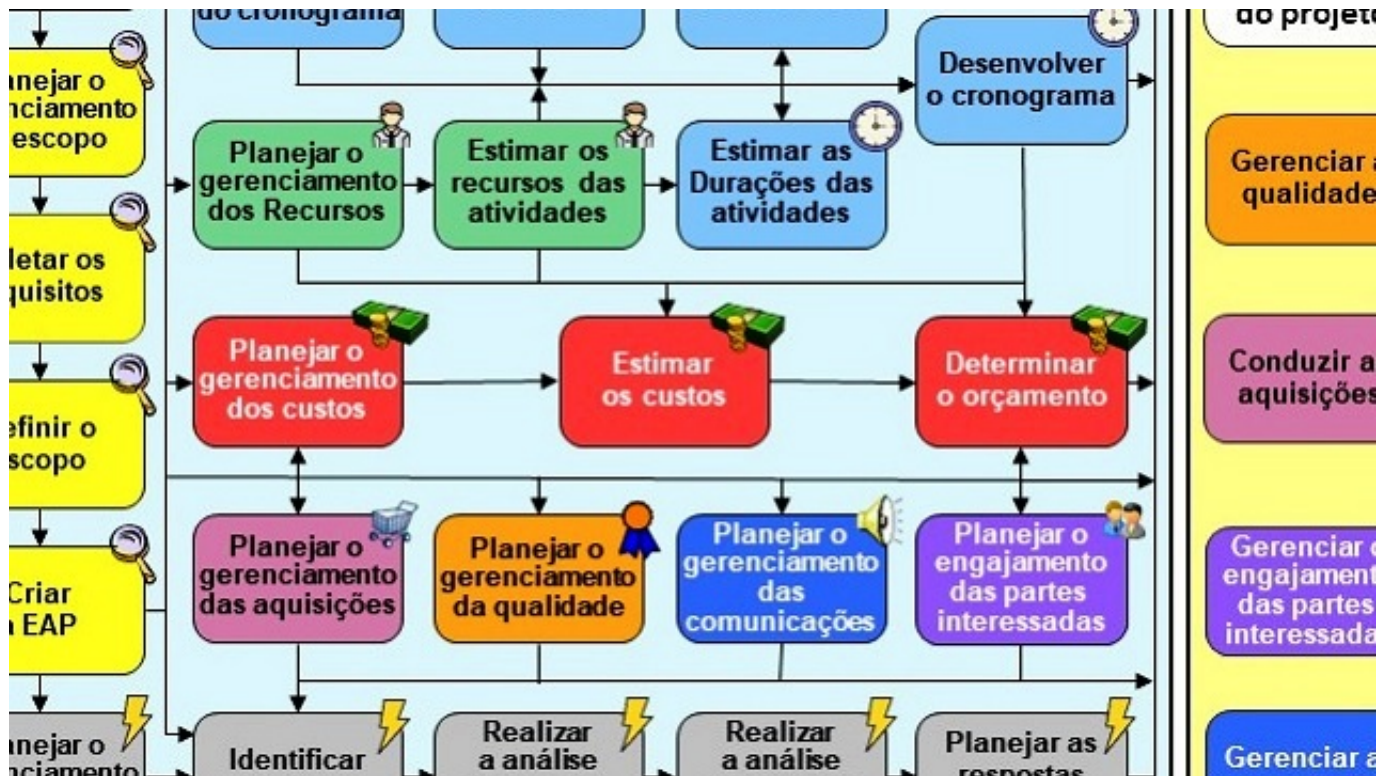 do cronograma
do projeto
Desenvolver
o cronograma
anejar o
nciamento
escopo
Planejar o
gerenciamento
dos Recursos
Estimar os
recursos das
atividades
Estimar as
Durações das
atividades
Gerenciar a
qualidade
letar os
quisitos
Planejar o
gerenciamento
dos custos
Estimar
os custos
Determinar
o orçamento
Conduzir a
aquisições
efinir o
scopo
Planejar o
gerenciamento
das aquisições
Planejar o
gerenciamento
da qualidade
Planejar o
gerenciamento
das
comunicações
Planejar o
engajamento
das partes
interessadas
Gerenciar o
engajament
das partes
interessada
Criar
a EAP
anejar o
nciamento
Identificar
Realizar
a análise
Realizar
a análise
Planejar as
respostas
Gerenciar a